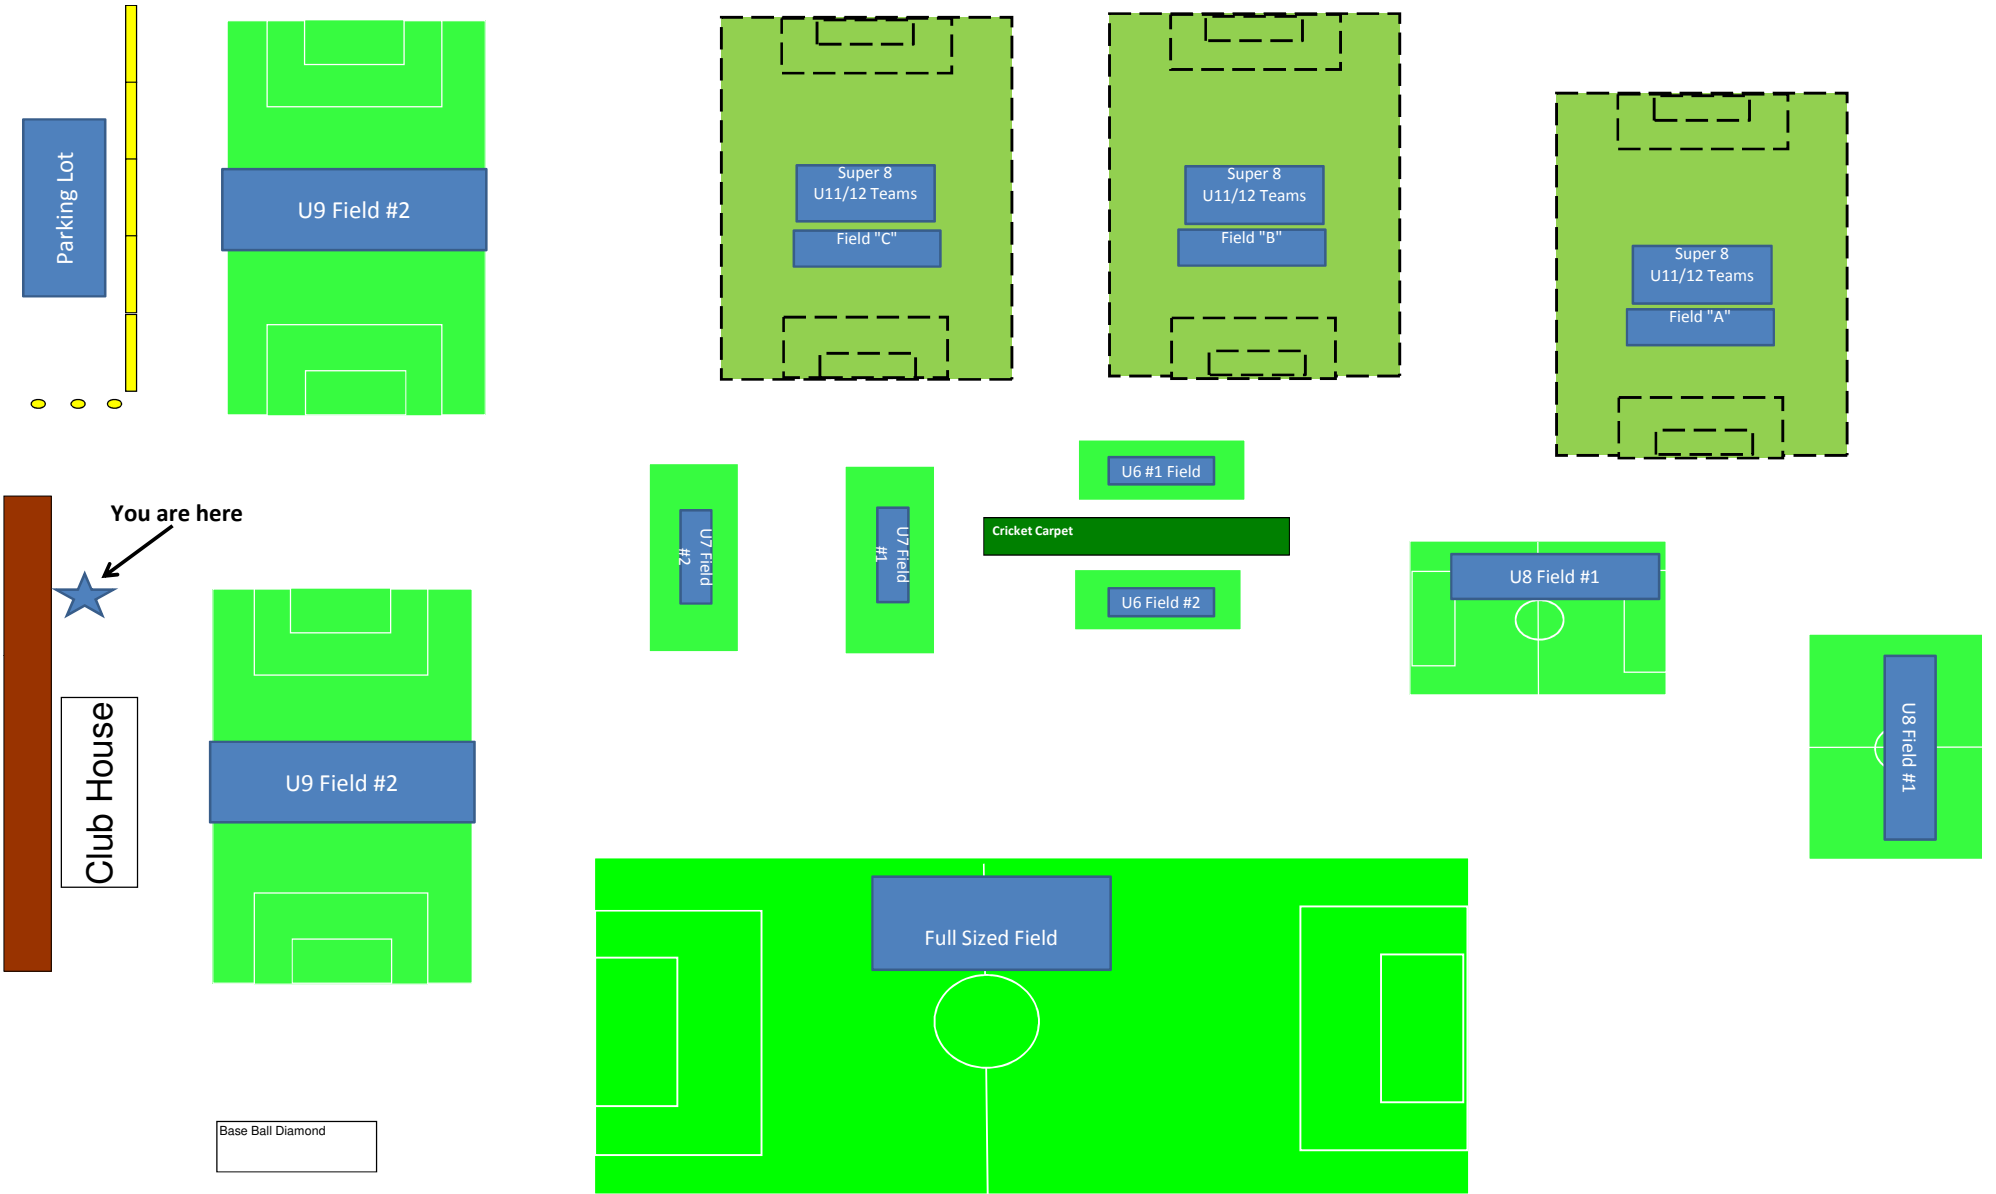 Parking Lot
U9 Field #2
Super 8
U11/12 Teams
Field "C"
Super 8
U11/12 Teams
Field "B"
Super 8
U11/12 Teams
Field "A"
You are here
U7 Field
#2
U7 Field
#1
U6 #1 Field
Cricket Carpet
U6 Field #2
U8 Field #1
U8 Field #1
Club House
U9 Field #2
Full Sized Field
Base Ball Diamond